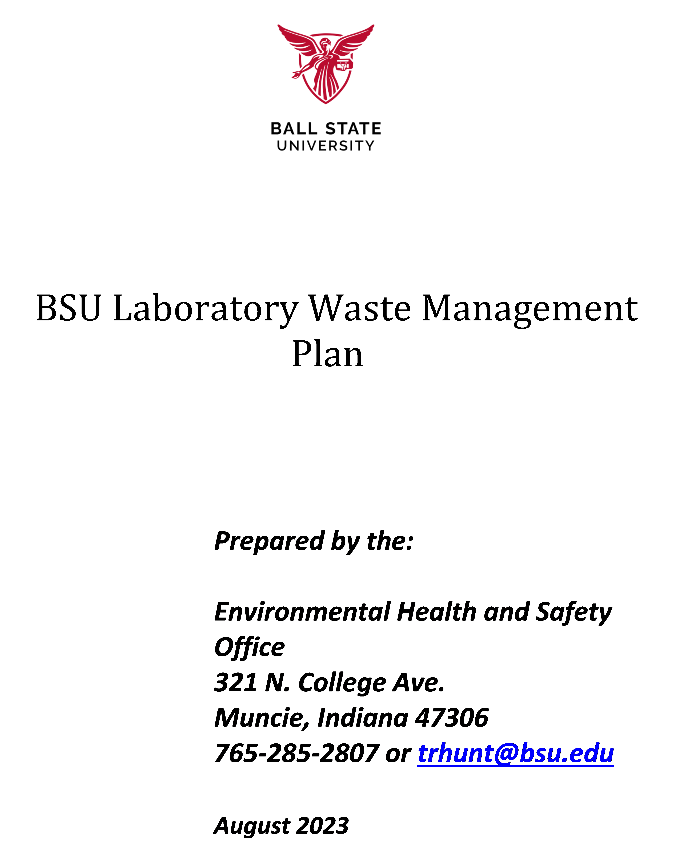 BALL STATE
UNIVERSITY
BSU Laboratory Waste Management
Plan
Prepared by the:
Environmental Health and Safety
Office
321 N. College Ave.
Muncie, Indiana 47306
765-285-2807 or trhunt@bsu.edu
August 2023